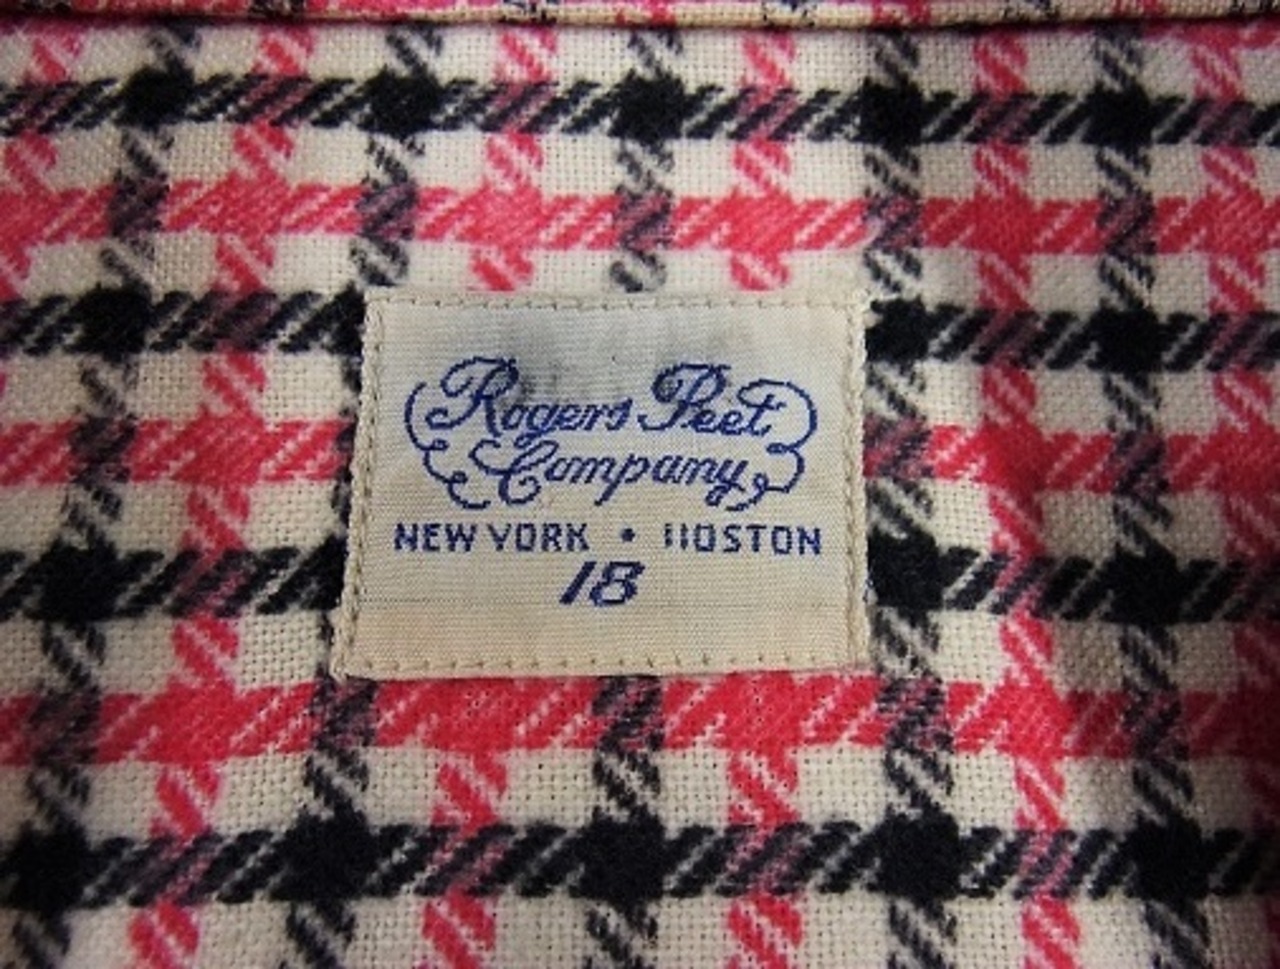 Rogers Peet
Company
NEW YORK • BOSTON
18